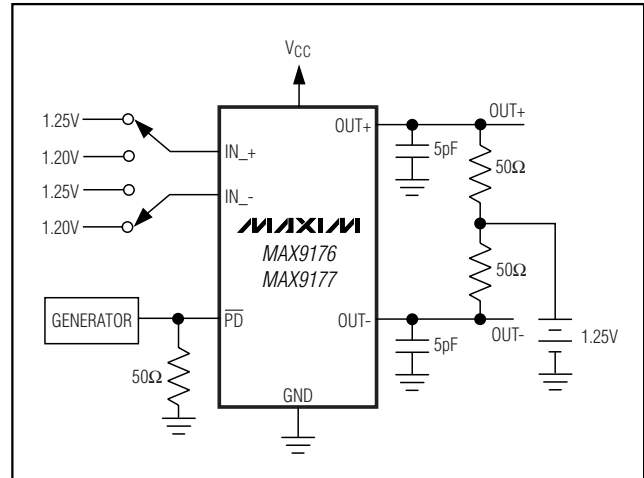 VCC
1.25V
1.20V
1.25V
1.20V
IN_+
IN_-
OUT+
OUT+
5pF
50Ω
MAXIM
MAX9176
MAX9177
50Ω
GENERATOR
PD
OUT-
OUT-
5pF
1.25V
50Ω
GND